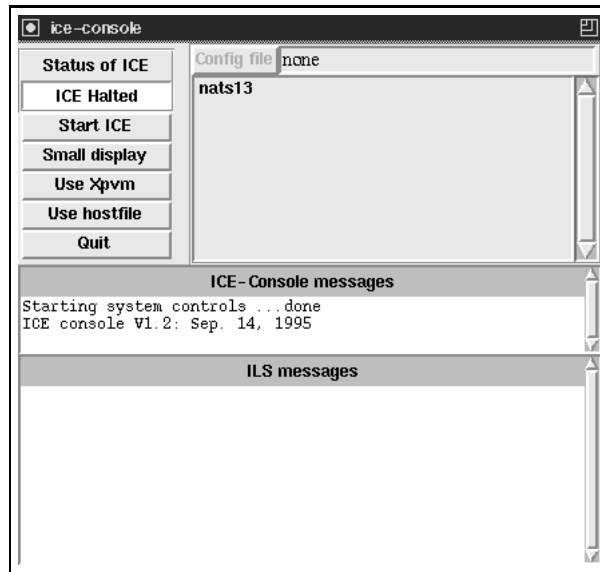 ice-console
Status of ICE
ICE Halted
Start ICE
Small display
Use Xpvm
Use hostfile
Quit
Config file none
nats13
ICE-Console messages
Starting system controls ...done
ICE console V1.2: Sep. 14, 1995
ILS messages